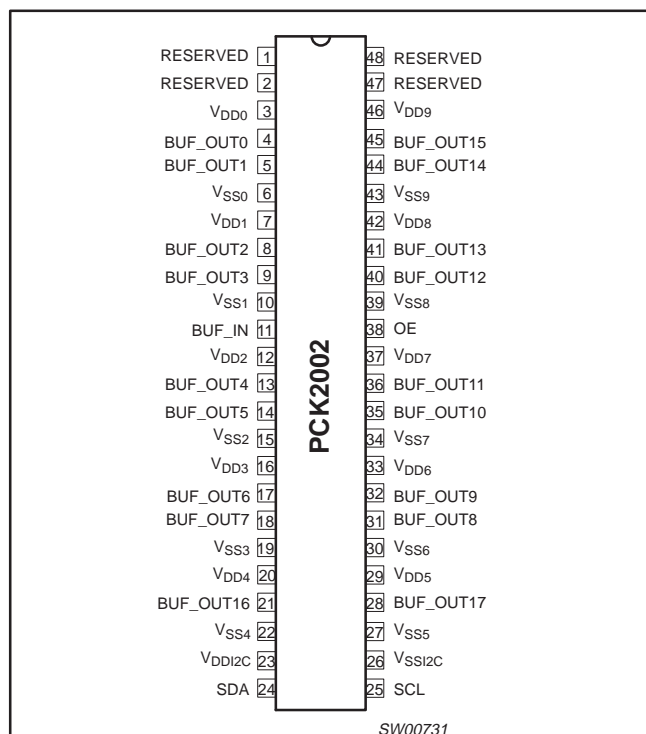 RESERVED 1 48 RESERVED
RESERVED 2 47 RESERVED
VDD0 3 46 VDD9
BUF_OUT0 4 45 BUF_OUT15
BUF_OUT1 5 44 BUF_OUT14
VSS0 6 43 VSS9
VDD1 7 42 VDD8
BUF_OUT2 8 41 BUF_OUT13
BUF_OUT3 9 40 BUF_OUT12
VSS1 10 39 VSS8
BUF_IN 11 38 OE
VDD2 12 37 VDD7
BUF_OUT4 13 36 BUF_OUT11
BUF_OUT5 14 35 BUF_OUT10
VSS2 15 34 VSS7
VDD3 16 33 VDD6
BUF_OUT6 17 32 BUF_OUT9
BUF_OUT7 18 31 BUF_OUT8
VSS3 19 30 VSS6
VDD4 20 29 VDD5
BUF_OUT16 21 28 BUF_OUT17
VSS4 22 27 VSS5
VDDI2C 23 26 VSSI2C
SDA 24 25 SCL
PCK2002
SW00731